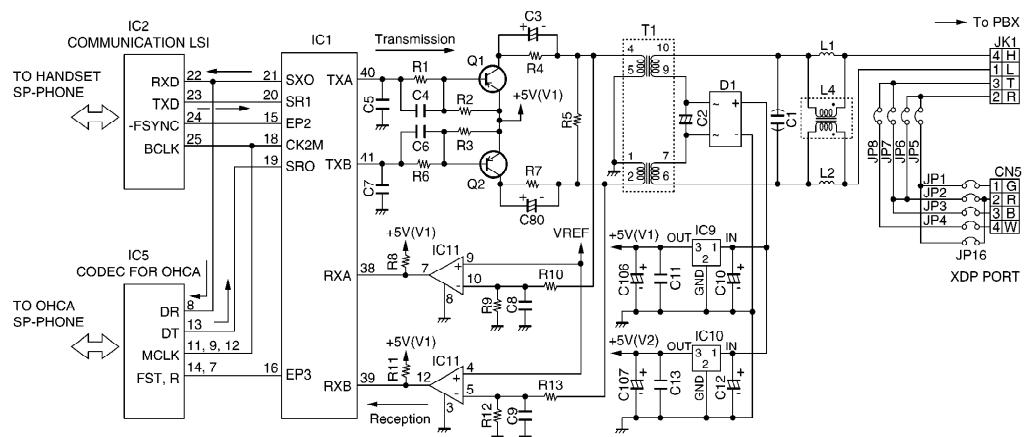 IC2
COMMUNICATION LSI
TO HANDSET
SP-PHONE
RXD 22
TXD 23
-FSYNC 24
BCLK 25
IC5
CODEC FOR OHCA
TO OHCA
SP-PHONE
DR 8
DT 13
MCLK 11, 9, 12
FST, R 14, 7
IC1
21 SXO
20 SR1
15 EP2
18 CK2M
19 SRO
16 EP3
TXA 40
TXB 41
RXA 38
RXB 39
Transmission
Reception
C5
R1
C4
R2
Q1
C3
+ -
R4
+5V(V1)
C6
R3
R6
C7
Q2
R7
+ -
C80
R5
T1
4 10
5 9
1 7
2 6
C2
D1
~ +
~ -
C1
L1
L4
L2
To PBX
JK1
4 H
1 L
3 T
2 R
JP8
JP7
JP6
JP5
CN5
JP1 1 G
JP2 2 R
JP3 3 B
JP4 4 W
JP16
XDP PORT
VREF
+5V(V1)
R8
IC11
7
+ 9
- 10
8
R10
R9
C8
+5V(V1)
R11
IC11
12
+ 4
- 5
3
R13
R12
C9
IC9
+5V(V1) OUT 3 1 IN
2
GND
C106
+
-
C11
C10
+
-
IC10
+5V(V2) OUT 3 1 IN
2
GND
C107
+
-
C13
C12
+
-